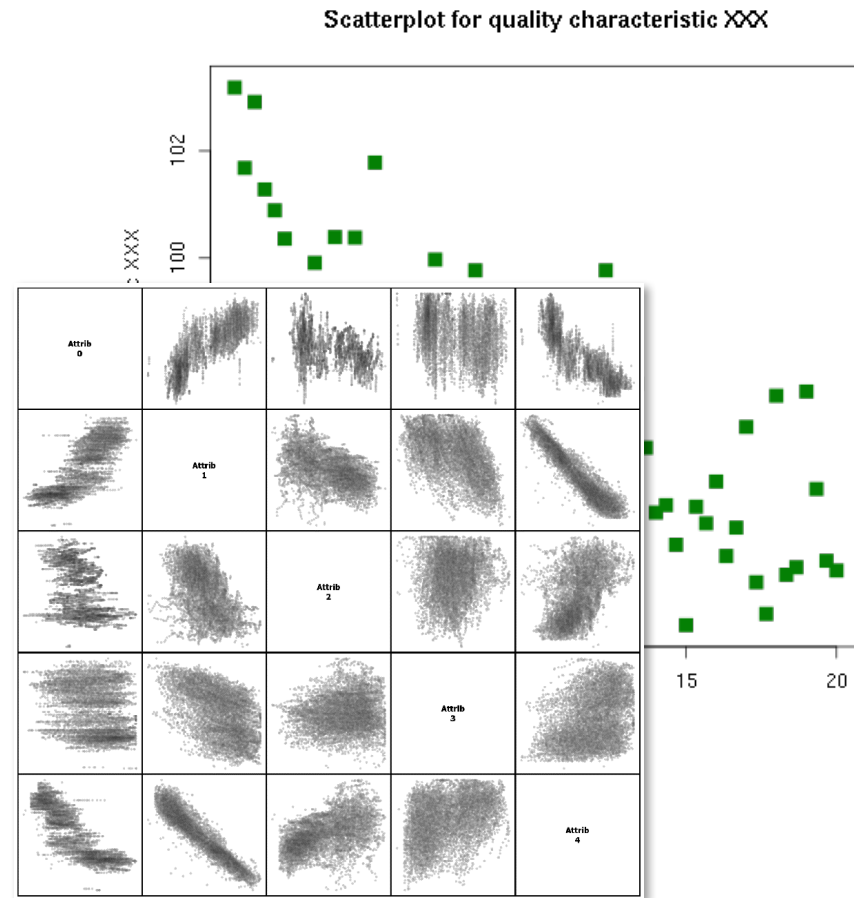 Scatterplot for quality characteristic XXX
102
100
c XXX
Attrib
0
Attrib
1
Attrib
2
Attrib
3
Attrib
4
15
20